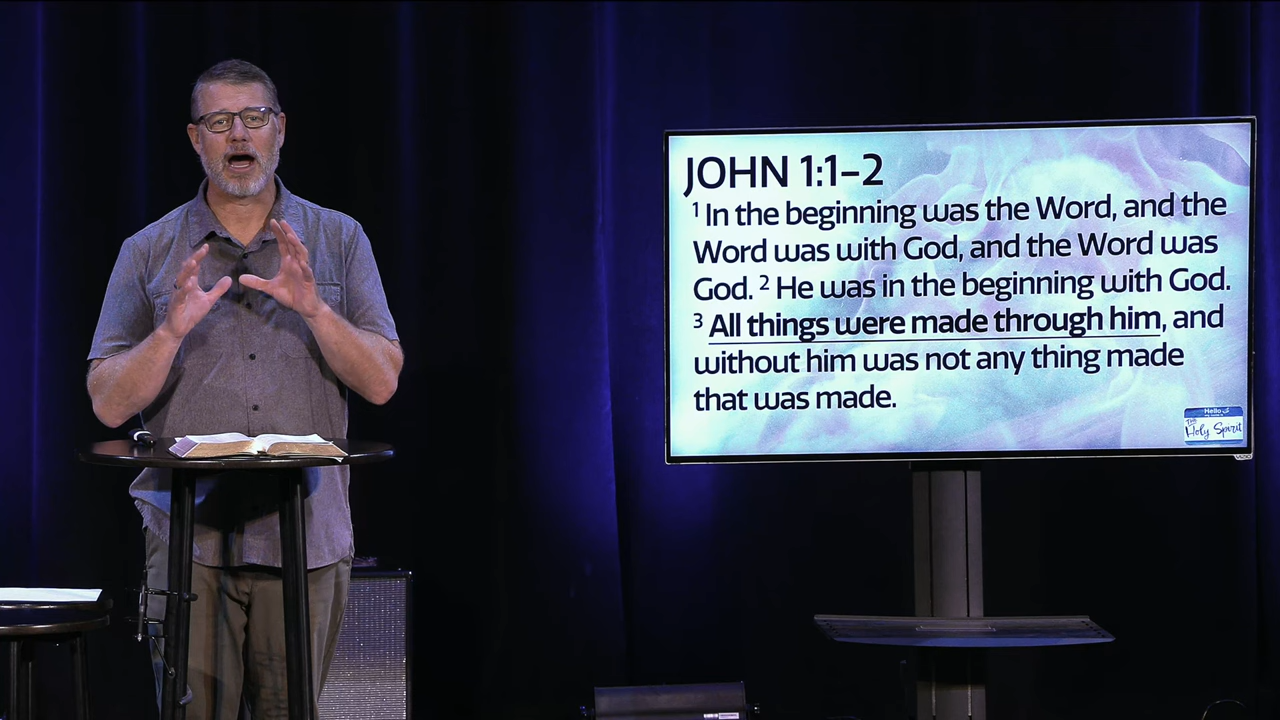 JOHN 1:1–2
1 In the beginning was the Word, and the
Word was with God, and the Word was
God. 2 He was in the beginning with God.
3 All things were made through him, and
without him was not any thing made
that was made.
Hello
The
Holy Spirit